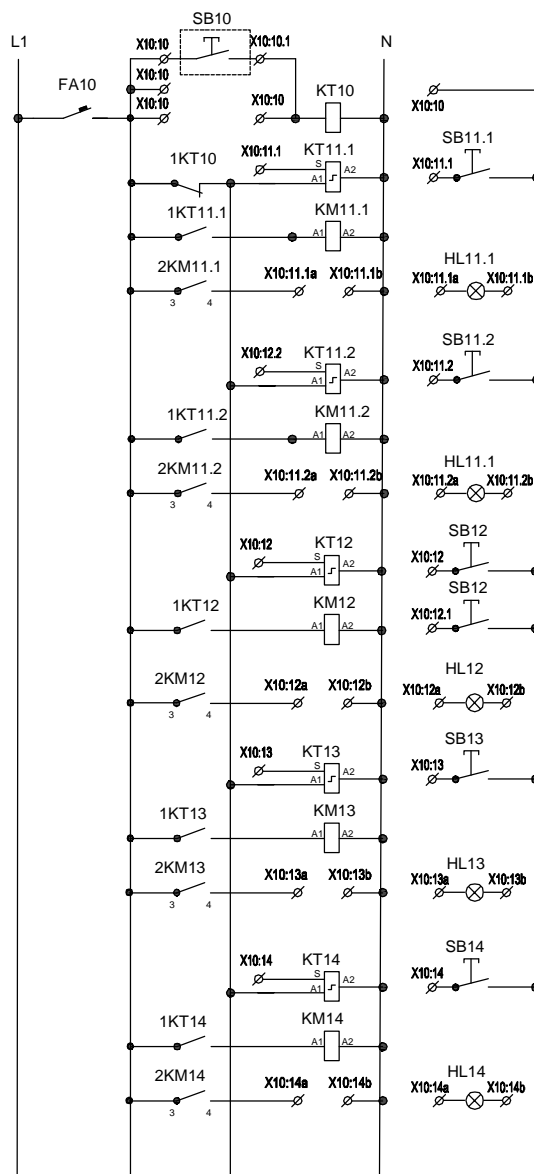 SB10
L1
N
X10:10
X10:10.1
X10:10
FA10
X10:10
X10:10
KT10
X10:10
1KT10
X10:11.1
KT11.1
S
A1
A2
SB11.1
X10:11.1
1KT11.1
KM11.1
A1
A2
2KM11.1
3
4
X10:11.1a
X10:11.1b
HL11.1
X10:11.1a
X10:11.1b
X10:12.2
KT11.2
S
A1
A2
SB11.2
X10:11.2
1KT11.2
KM11.2
A1
A2
2KM11.2
3
4
X10:11.2a
X10:11.2b
HL11.1
X10:11.2a
X10:11.2b
X10:12
KT12
S
A1
A2
SB12
X10:12
SB12
X10:12.1
1KT12
KM12
A1
A2
2KM12
3
4
X10:12a
X10:12b
HL12
X10:12a
X10:12b
X10:13
KT13
S
A1
A2
SB13
X10:13
1KT13
KM13
A1
A2
2KM13
3
4
X10:13a
X10:13b
HL13
X10:13a
X10:13b
X10:14
KT14
S
A1
A2
SB14
X10:14
1KT14
KM14
A1
A2
2KM14
3
4
X10:14a
X10:14b
HL14
X10:14a
X10:14b